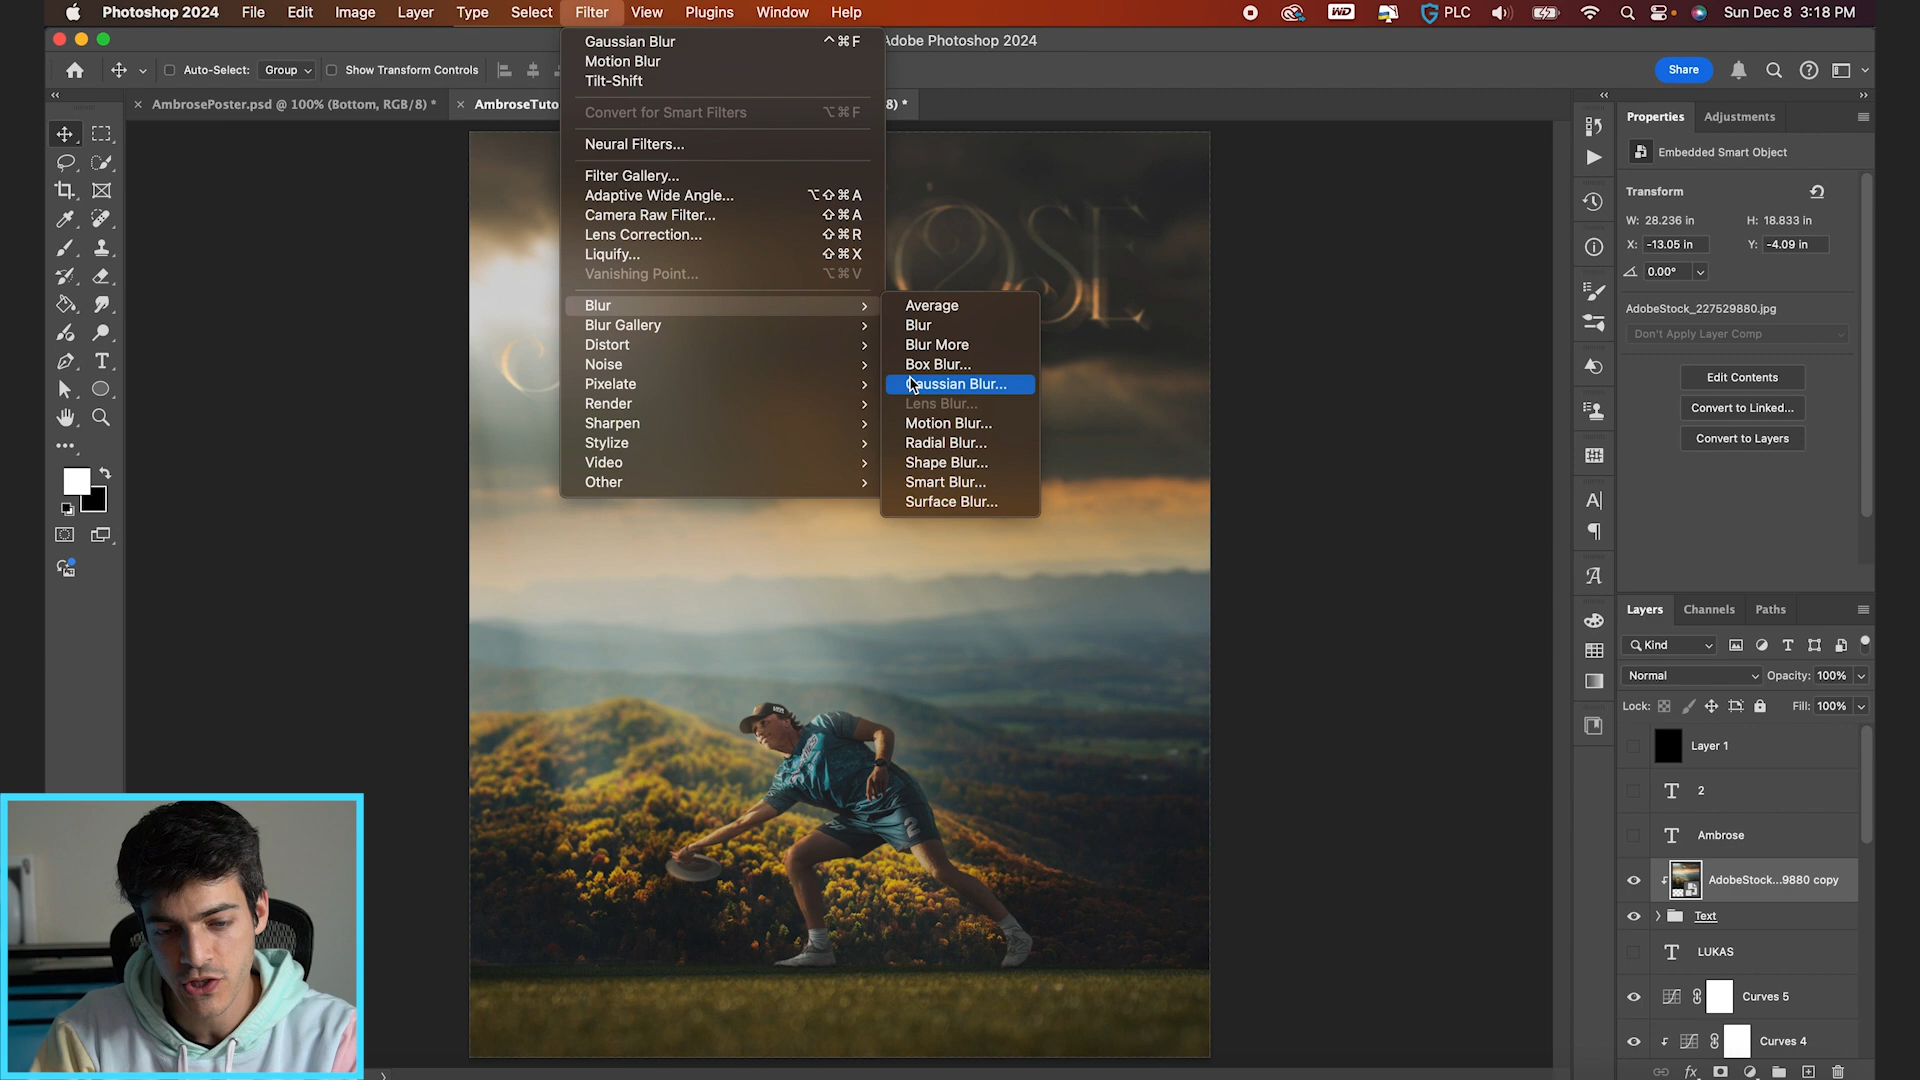 Photoshop 2024 File Edit Image Layer Type Select Filter View Plugins Window Help
WD PLC Sun Dec 8 3:18 PM
Adobe Photoshop 2024
Auto-Select: Group Show Transform Controls
Share
AmbrosePoster.psd @ 100% (Bottom, RGB/8) *
AmbroseTuto
8) *
Gaussian Blur ^⌘F
Motion Blur
Tilt-Shift
Convert for Smart Filters ⌥⌘F
Neural Filters...
Filter Gallery...
Adaptive Wide Angle... ⌥⇧⌘A
Camera Raw Filter... ⇧⌘A
Lens Correction... ⇧⌘R
Liquify... ⇧⌘X
Vanishing Point... ⌥⌘V
Blur
Blur Gallery
Distort
Noise
Pixelate
Render
Sharpen
Stylize
Video
Other
Average
Blur
Blur More
Box Blur...
Gaussian Blur...
Lens Blur...
Motion Blur...
Radial Blur...
Shape Blur...
Smart Blur...
Surface Blur...
OSE
2
2
Properties Adjustments
Embedded Smart Object
Transform
W: 28.236 in H: 18.833 in
X: -13.05 in Y: -4.09 in
0.00°
AdobeStock_227529880.jpg
Don't Apply Layer Comp
Edit Contents
Convert to Linked...
Convert to Layers
Layers Channels Paths
Kind
Normal Opacity: 100%
Lock: Fill: 100%
Layer 1
2
Ambrose
AdobeStock...9880 copy
Text
LUKAS
Curves 5
Curves 4
fx